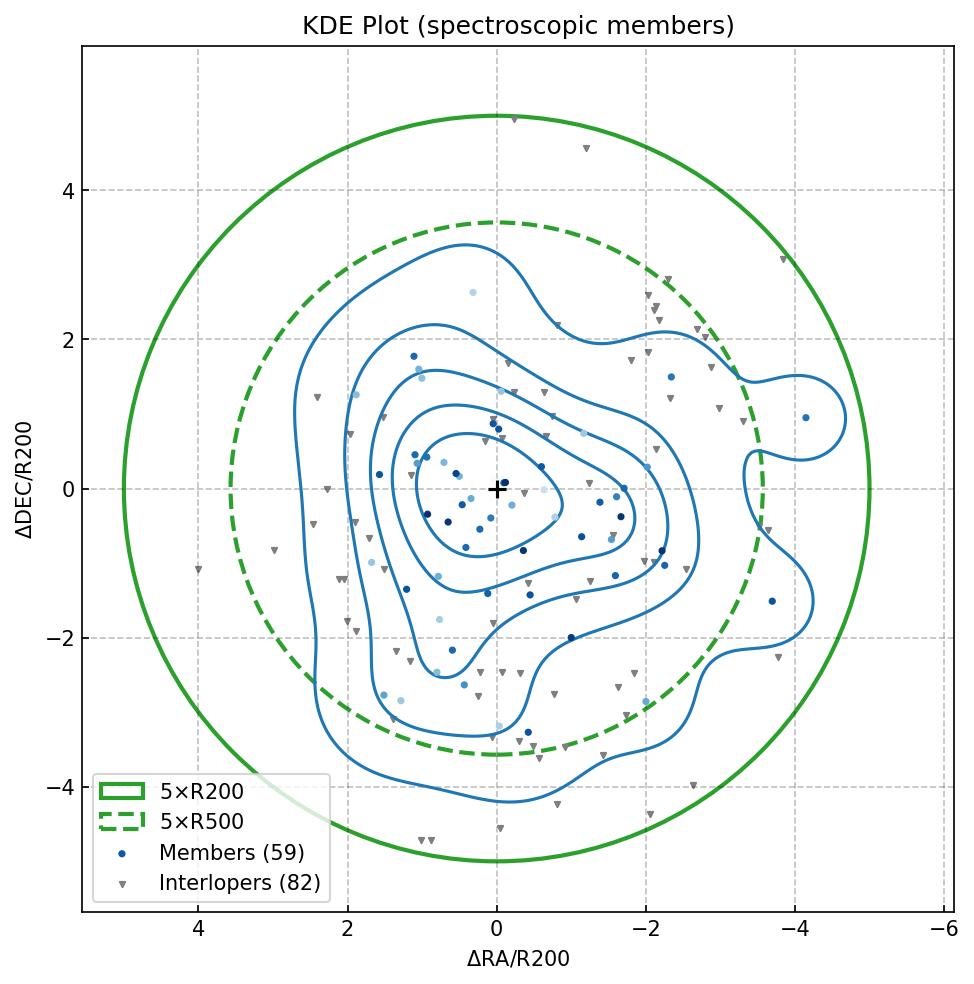 KDE Plot (spectroscopic members)
ΔDEC/R200
4
2
0
−2
−4
5×R200
5×R500
Members (59)
Interlopers (82)
4
2
0
−2
−4
−6
ΔRA/R200